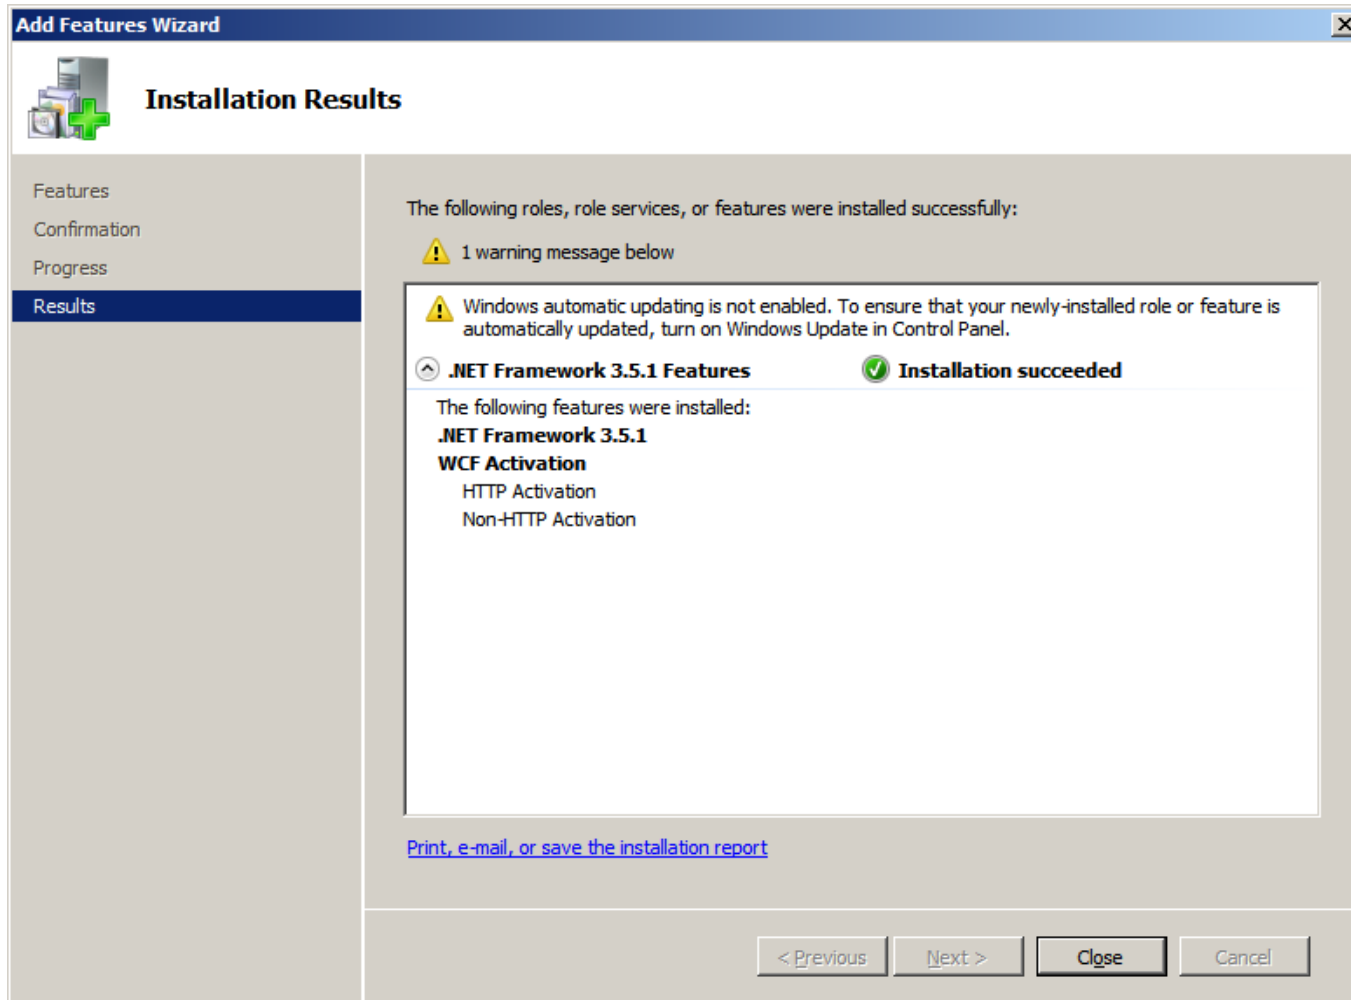 Add Features Wizard
Installation Results
Features
Confirmation
Progress
Results
The following roles, role services, or features were installed successfully:
1 warning message below
Windows automatic updating is not enabled. To ensure that your newly-installed role or feature is
automatically updated, turn on Windows Update in Control Panel.
.NET Framework 3.5.1 Features
Installation succeeded
The following features were installed:
.NET Framework 3.5.1
WCF Activation
HTTP Activation
Non-HTTP Activation
Print, e-mail, or save the installation report
< Previous
Next >
Close
Cancel